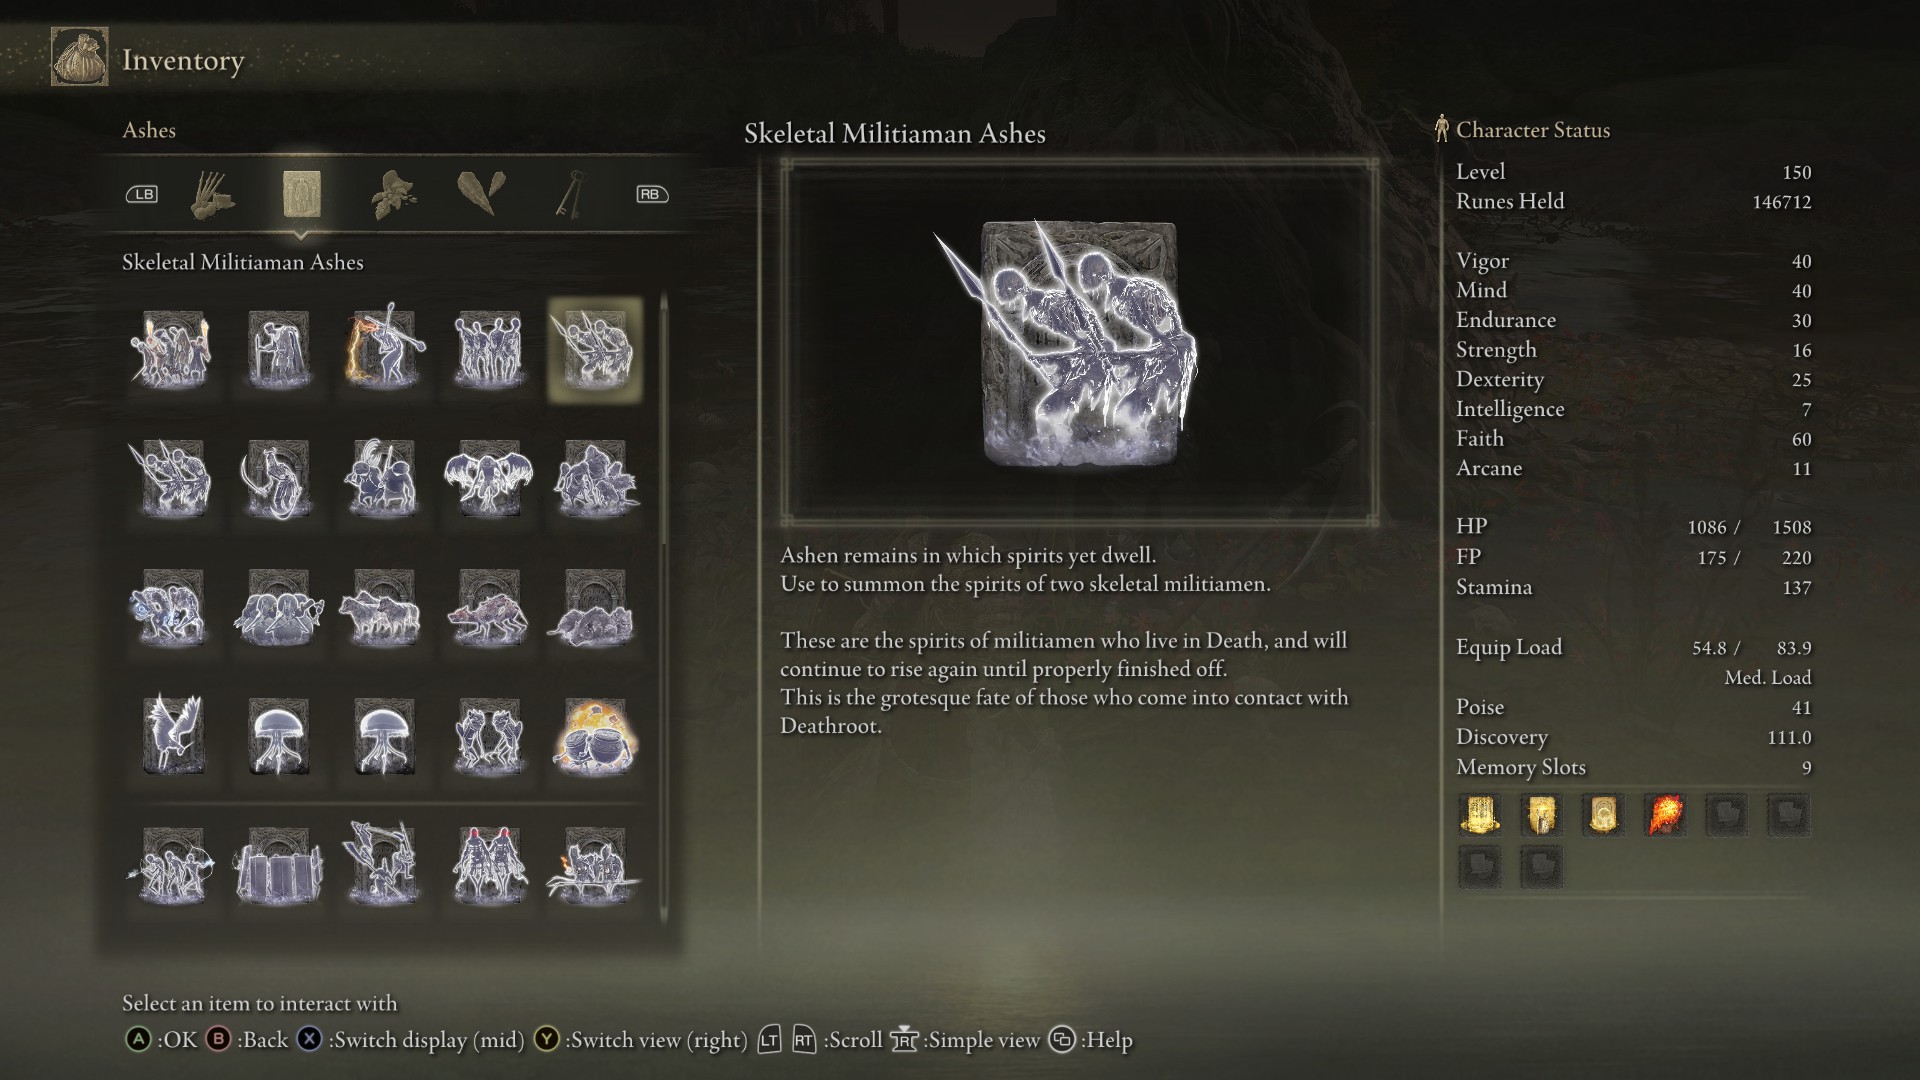 Inventory
Ashes
LB
RB
Skeletal Militiaman Ashes
Skeletal Militiaman Ashes
Ashen remains in which spirits yet dwell.
Use to summon the spirits of two skeletal militiamen.
These are the spirits of militiamen who live in Death, and will
continue to rise again until properly finished off.
This is the grotesque fate of those who come into contact with
Deathroot.
Character Status
Level 150
Runes Held 146712
Vigor 40
Mind 40
Endurance 30
Strength 16
Dexterity 25
Intelligence 7
Faith 60
Arcane 11
HP 1086 / 1508
FP 175 / 220
Stamina 137
Equip Load 54.8 / 83.9
Med. Load
Poise 41
Discovery 111.0
Memory Slots 9
Select an item to interact with
A :OK B :Back X :Switch display (mid) Y :Switch view (right) LT RT :Scroll R :Simple view :Help